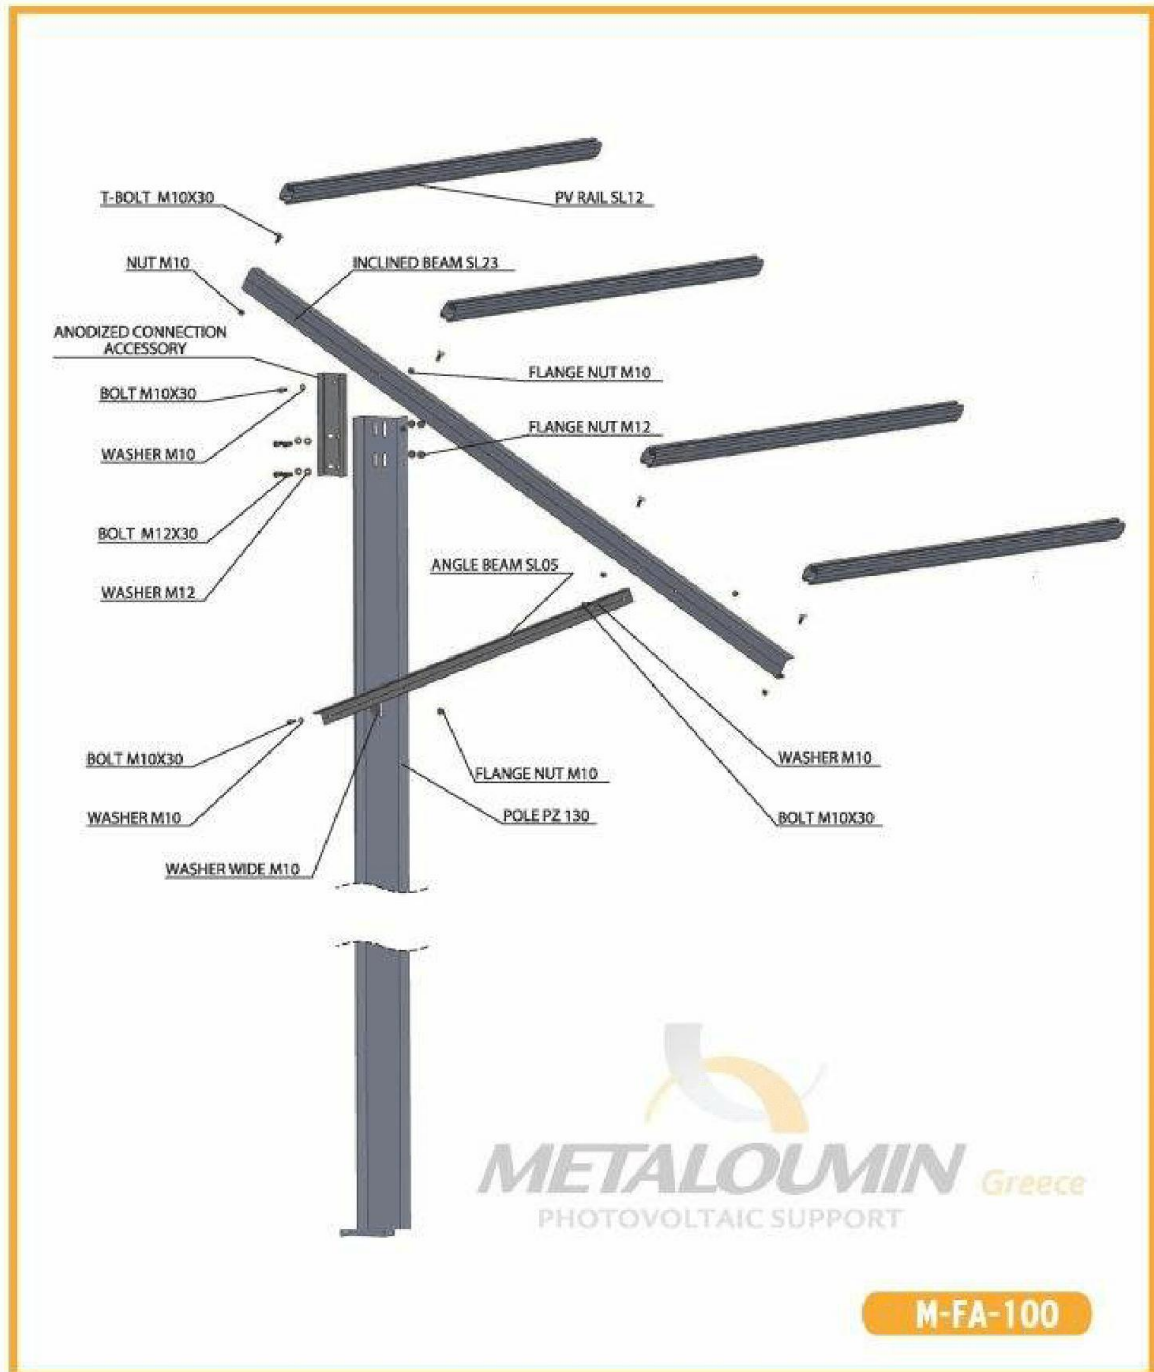 T-BOLT M10X30
PV RAIL SL12
NUT M10
INCLINED BEAM SL23
ANODIZED CONNECTION
ACCESSORY
FLANGE NUT M10
BOLT M10X30
FLANGE NUT M12
WASHER M10
BOLT M12X30
ANGLE BEAM SL05
WASHER M12
BOLT M10X30
WASHER M10
FLANGE NUT M10
WASHER M10
POLE PZ 130
BOLT M10X30
WASHER WIDE M10
METALOUMIN Greece
PHOTOVOLTAIC SUPPORT
M-FA-100